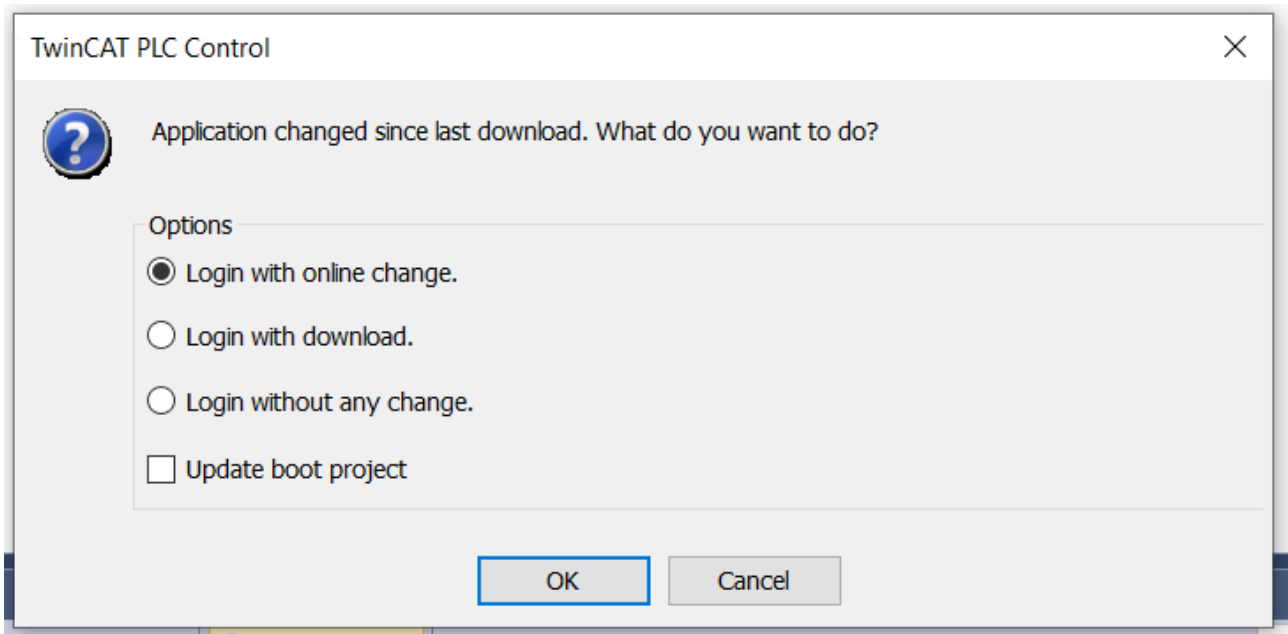 TwinCAT PLC Control
Application changed since last download. What do you want to do?
Options
Login with online change.
Login with download.
Login without any change.
Update boot project
OK
Cancel